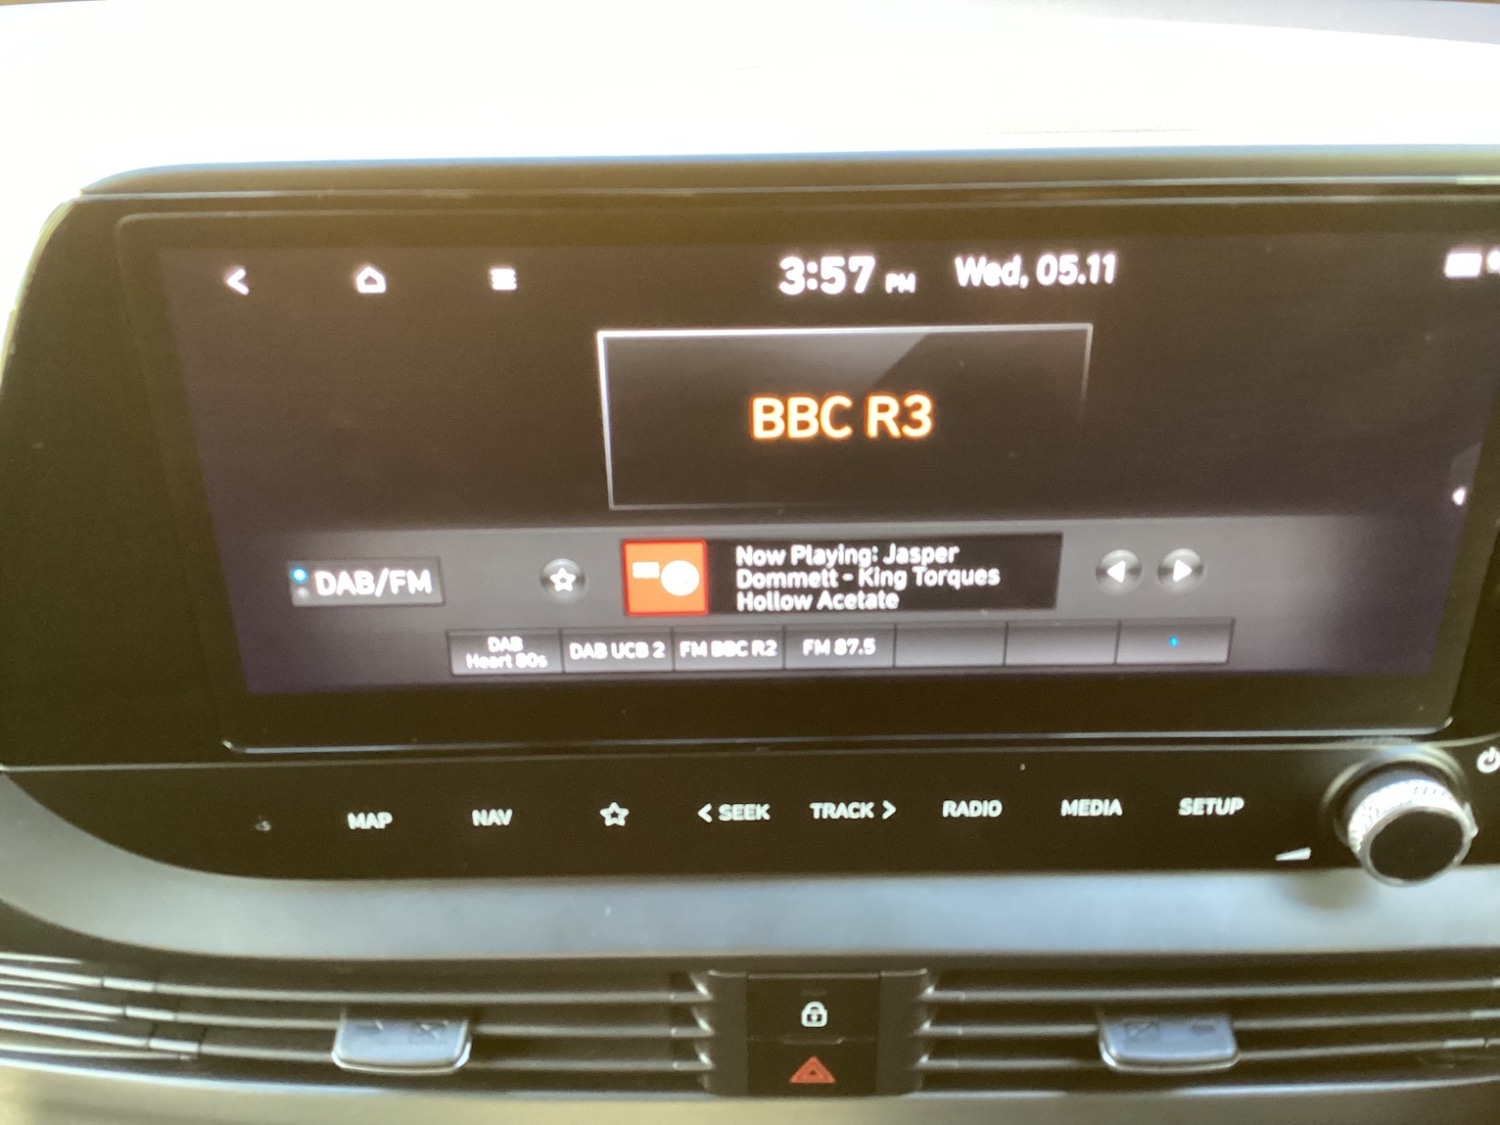 3:57 PM Wed, 05.11
BBC R3
DAB/FM
Now Playing: Jasper
Dommett - King Torques
Hollow Acetate
DAB
Heart 80s
DAB UCB 2
FM BBC R2
FM 87.5
MAP
NAV
< SEEK
TRACK >
RADIO
MEDIA
SETUP